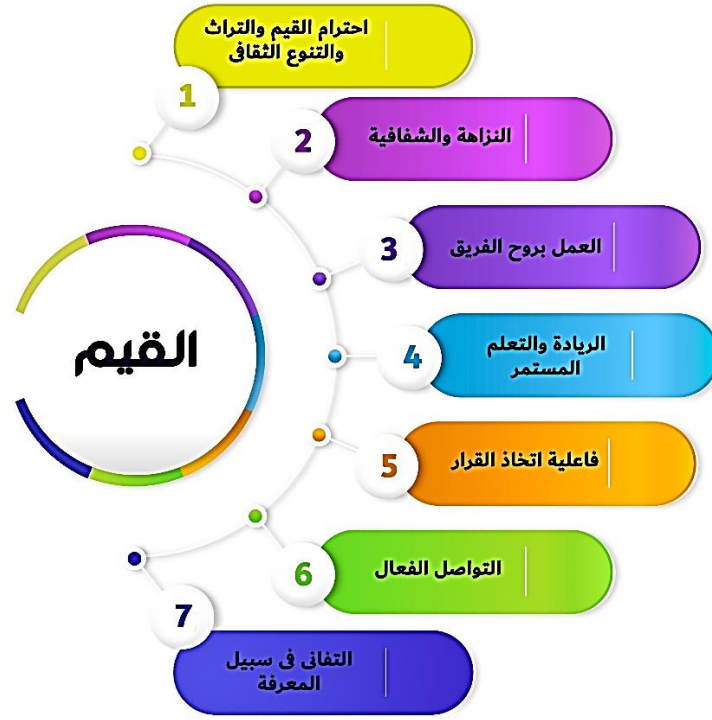 القيم
1
احترام القيم والتراث
والتنوع الثقافى
2
النزاهة والشفافية
3
العمل بروح الفريق
4
الريادة والتعلم
المستمر
5
فاعلية اتخاذ القرار
6
التواصل الفعال
7
التفانى فى سبيل
المعرفة